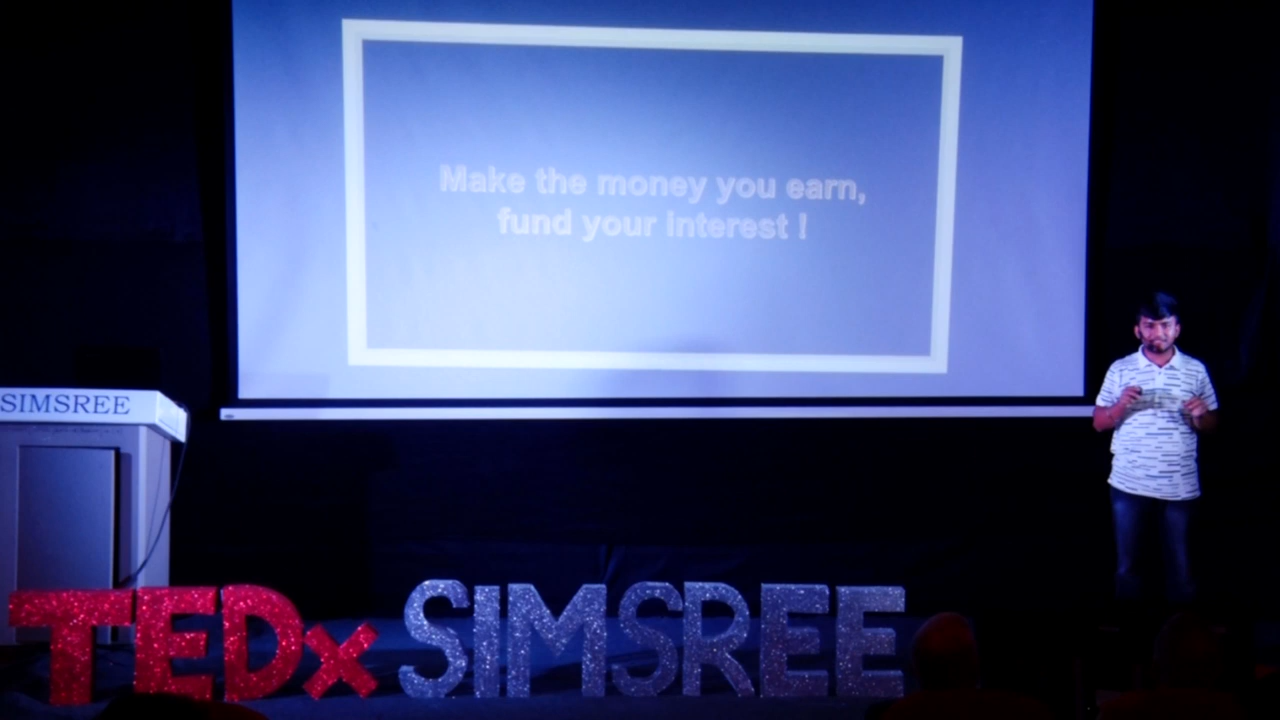 Make the money you earn,
fund your interest !
SIMSREE
TEDx SIMSREE